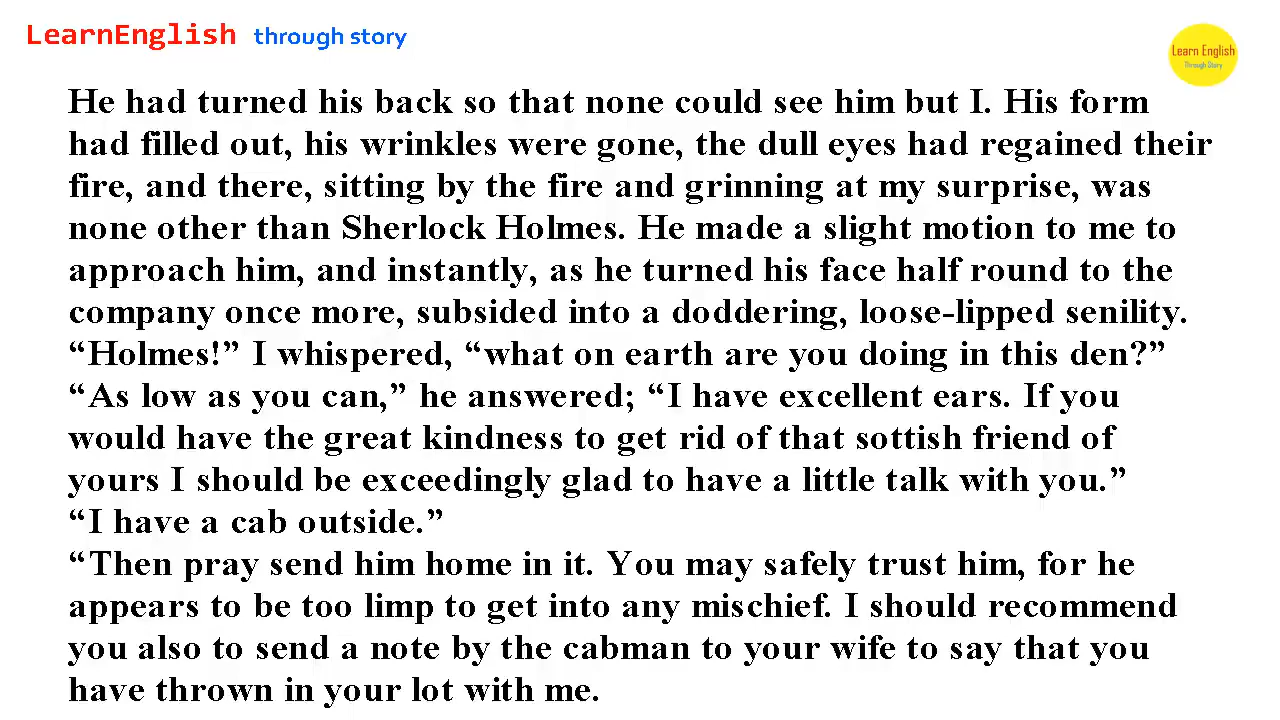 LearnEnglish through story
Learn English
Through Story
He had turned his back so that none could see him but I. His form
had filled out, his wrinkles were gone, the dull eyes had regained their
fire, and there, sitting by the fire and grinning at my surprise, was
none other than Sherlock Holmes. He made a slight motion to me to
approach him, and instantly, as he turned his face half round to the
company once more, subsided into a doddering, loose-lipped senility.
“Holmes!” I whispered, “what on earth are you doing in this den?”
“As low as you can,” he answered; “I have excellent ears. If you
would have the great kindness to get rid of that sottish friend of
yours I should be exceedingly glad to have a little talk with you.”
“I have a cab outside.”
“Then pray send him home in it. You may safely trust him, for he
appears to be too limp to get into any mischief. I should recommend
you also to send a note by the cabman to your wife to say that you
have thrown in your lot with me.